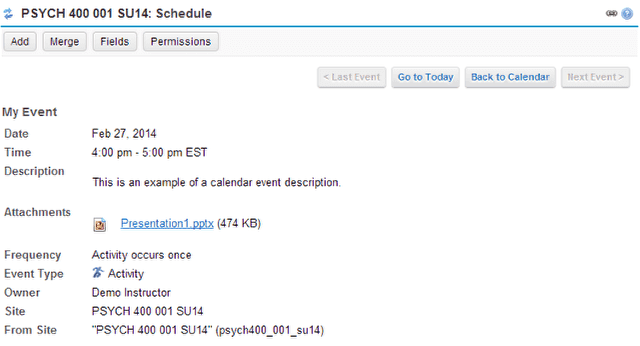 PSYCH 400 001 SU14: Schedule
Add Merge Fields Permissions
< Last Event Go to Today Back to Calendar Next Event >
My Event
Date Feb 27, 2014
Time 4:00 pm - 5:00 pm EST
Description
This is an example of a calendar event description.
Attachments
Presentation1.pptx (474 KB)
Frequency Activity occurs once
Event Type Activity
Owner Demo Instructor
Site PSYCH 400 001 SU14
From Site "PSYCH 400 001 SU14" (psych400_001_su14)